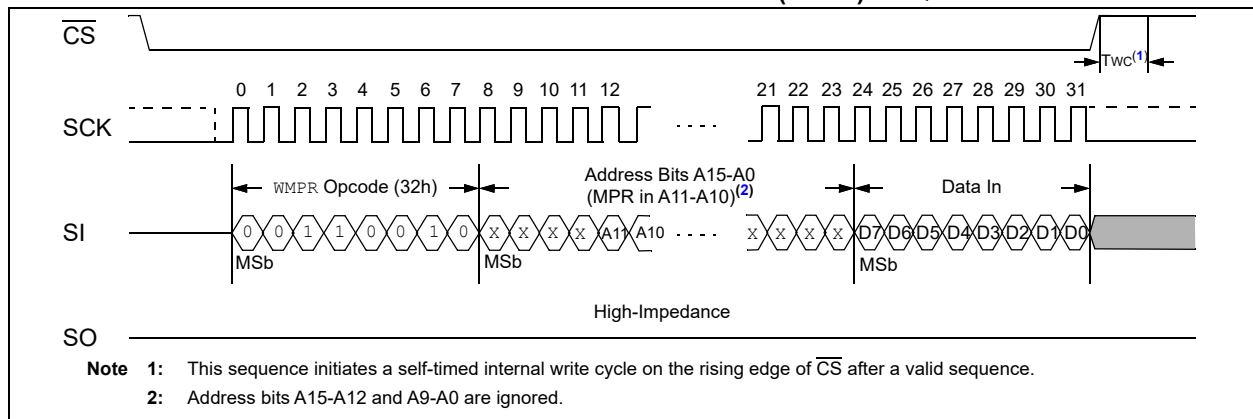 CS
TWC(1)
0 1 2 3 4 5 6 7 8 9 10 11 12 21 22 23 24 25 26 27 28 29 30 31
SCK
WMPR Opcode (32h)
Address Bits A15-A0
(MPR in A11-A10)(2)
Data In
SI
0 0 1 1 0 0 1 0 X X X X A11 A10 X X X X D7 D6 D5 D4 D3 D2 D1 D0
MSb MSb MSb
High-Impedance
SO
Note 1: This sequence initiates a self-timed internal write cycle on the rising edge of CS after a valid sequence.
2: Address bits A15-A12 and A9-A0 are ignored.